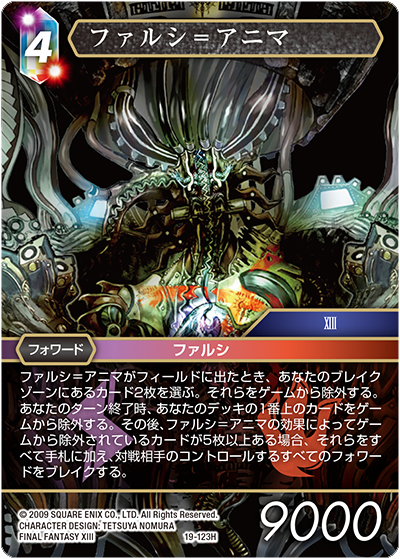 4
ファルシ=アニマ
XIII
フォワード
ファルシ
ファルシ=アニマがフィールドに出たとき、あなたのブレイク
ゾーンにあるカード2枚を選ぶ。それらをゲームから除外する。
あなたのターン終了時、あなたのデッキの1番上のカードをゲー
ムから除外する。その後、ファルシ=アニマの効果によってゲー
ムから除外されているカードが5枚以上ある場合、それらをす
べて手札に加え、対戦相手のコントロールするすべてのフォワー
ドをブレイクする。
© 2009 SQUARE ENIX CO., LTD. All Rights Reserved.
CHARACTER DESIGN: TETSUYA NOMURA
FINAL FANTASY XIII
19-123H
9000